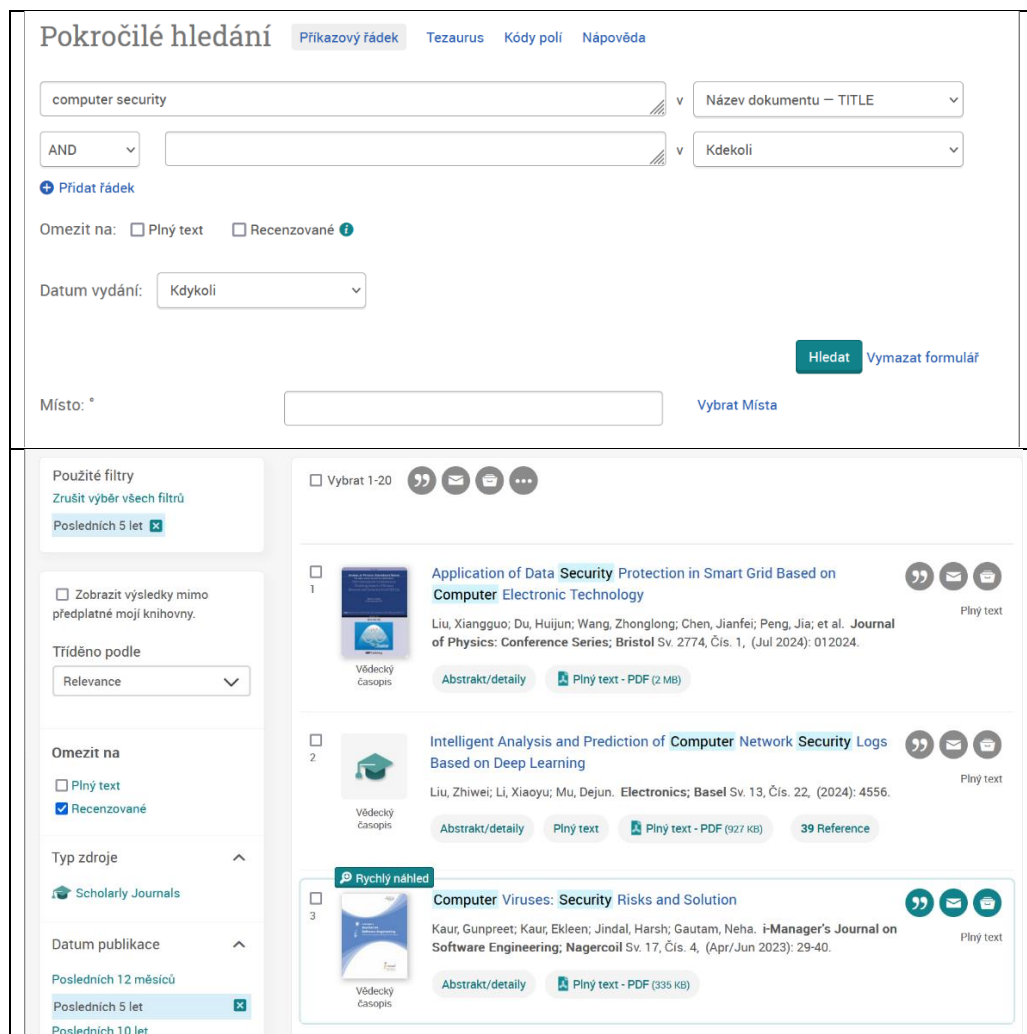 Pokročilé hledání Příkazový řádek Tezaurus Kódy polí Nápověda
computer security v Název dokumentu — TITLE
AND v Kdekoli
Přidat řádek
Omezit na: Plný text Recenzované
Datum vydání: Kdykoli
Hledat Vymazat formulář
Místo: ° Vybrat Místa
Použité filtry
Zrušit výběr všech filtrů
Posledních 5 let
Zobrazit výsledky mimo
předplatné mojí knihovny.
Tříděno podle
Relevance
Omezit na
Plný text
Recenzované
Typ zdroje
Scholarly Journals
Datum publikace
Posledních 12 měsíců
Posledních 5 let
Posledních 10 let
Vybrat 1-20
1
Application of Data Security Protection in Smart Grid Based on
Computer Electronic Technology
Plný text
Liu, Xiangguo; Du, Huijun; Wang, Zhonglong; Chen, Jianfei; Peng, Jia; et al. Journal
of Physics: Conference Series; Bristol Sv. 2774, Čís. 1, (Jul 2024): 012024.
Vědecký
časopis
Abstrakt/detaily Plný text - PDF (2 MB)
2
Intelligent Analysis and Prediction of Computer Network Security Logs
Based on Deep Learning
Plný text
Liu, Zhiwei; Li, Xiaoyu; Mu, Dejun. Electronics; Basel Sv. 13, Čís. 22, (2024): 4556.
Vědecký
časopis
Abstrakt/detaily Plný text Plný text - PDF (927 KB) 39 Reference
Rychlý náhled
3
Computer Viruses: Security Risks and Solution
Kaur, Gunpreet; Kaur, Ekleen; Jindal, Harsh; Gautam, Neha. i-Manager's Journal on
Software Engineering; Nagercoil Sv. 17, Čís. 4, (Apr/Jun 2023): 29-40.
Plný text
Vědecký
časopis
Abstrakt/detaily Plný text - PDF (335 KB)